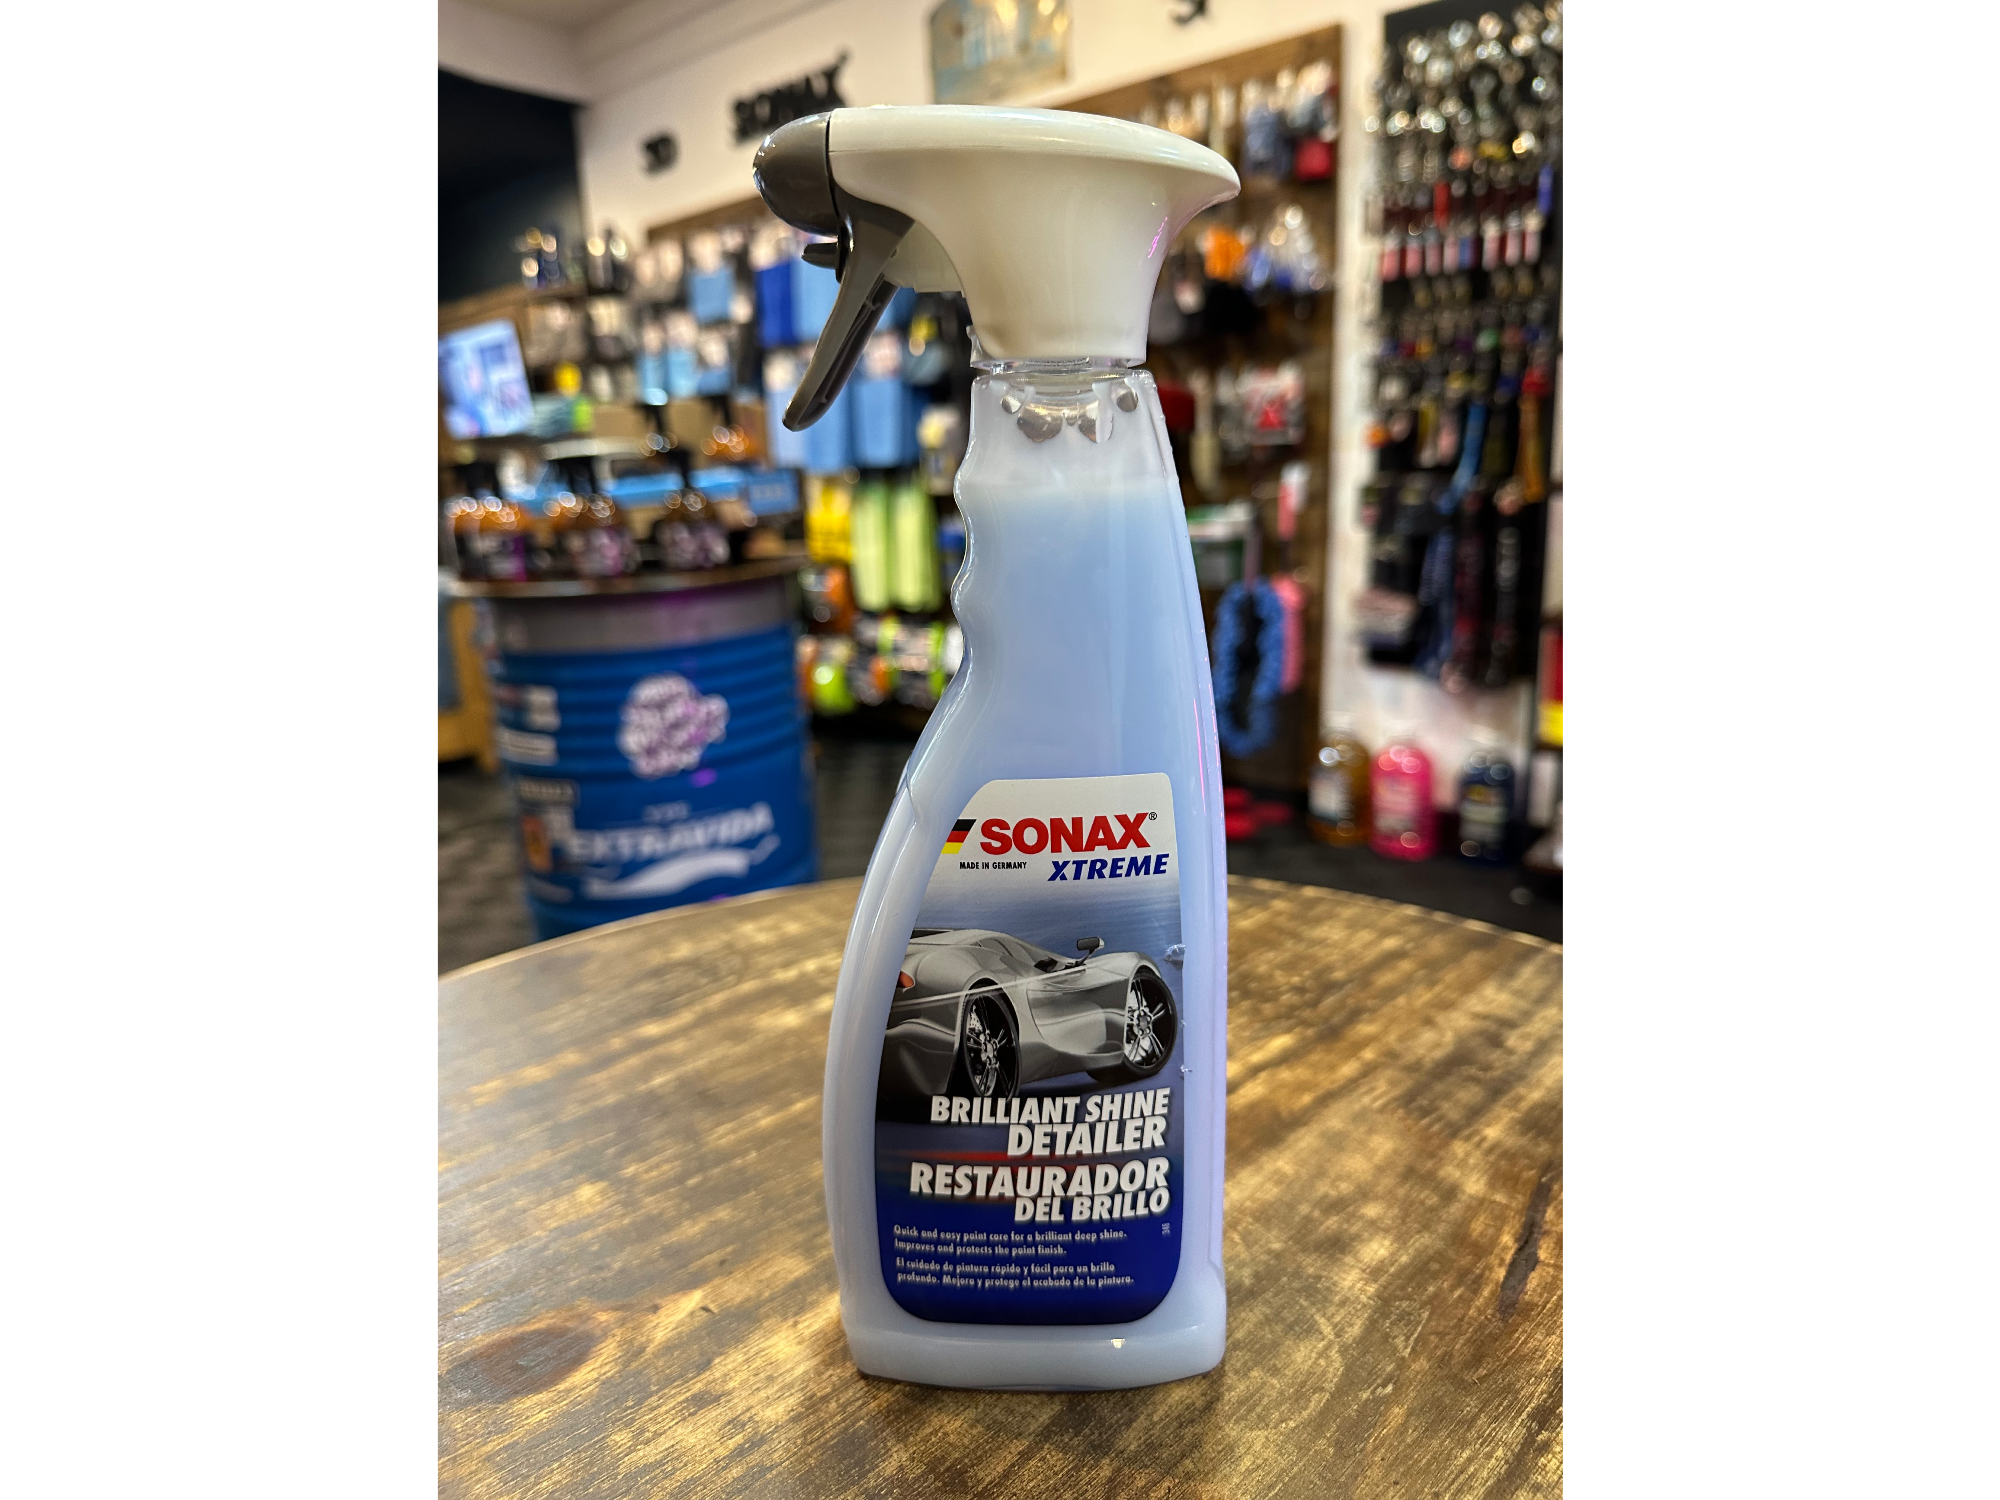 SONAX
SONAX®
MADE IN GERMANY
XTREME
BRILLIANT SHINE
DETAILER
RESTAURADOR
DEL BRILLO
Quick and easy paint care for a brilliant deep shine.
Improves and protects the paint finish.
El cuidado de pintura rápido y fácil para un brillo
profundo. Mejora y protege el acabado de la pintura.
EXTRAVIDA